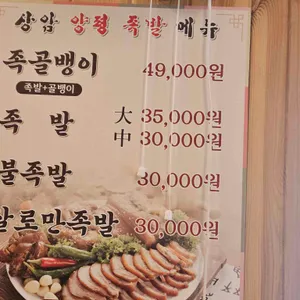 상암 양평 족발 메뉴
족골뱅이 49,000원
족발+골뱅이
족 발 大 35,000원
中 30,000원
불족발 30,000원
살로만족발 30,000원